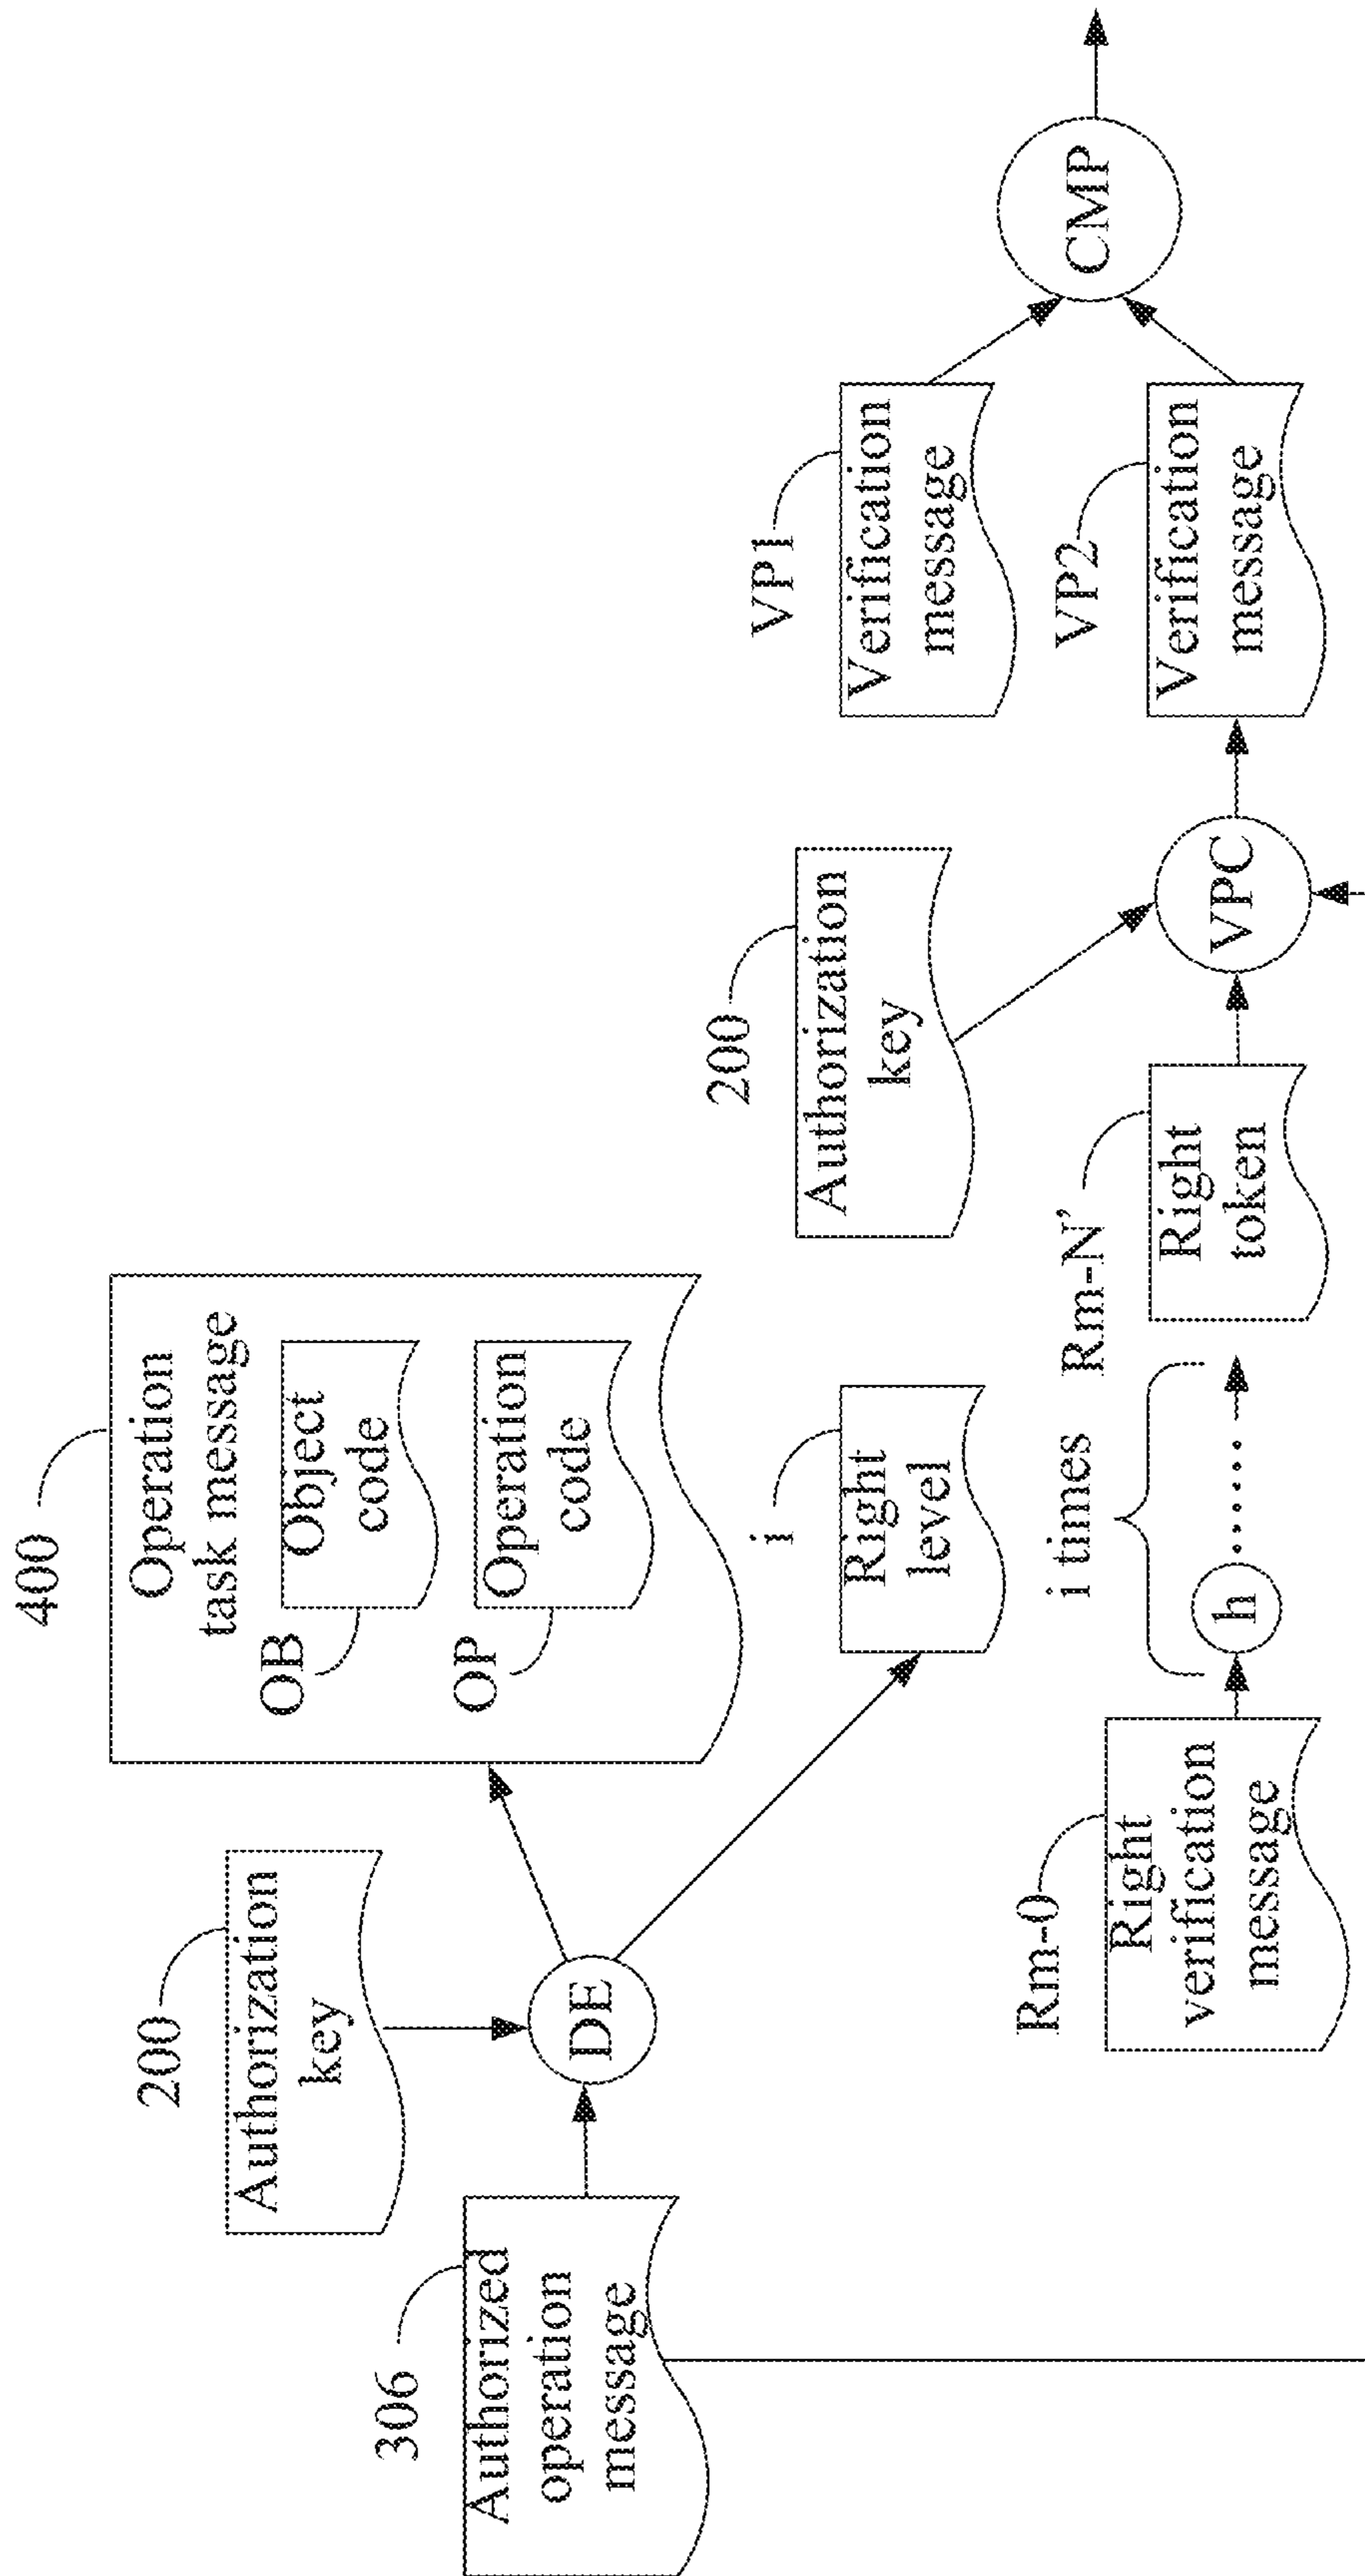 400
Operation
task message
OB
Object
code
OP
Operation
code
200
Authorization
key
306
Authorized
operation
message
DE
i
Right
level
200
Authorization
key
VP1
Verification
message
VP2
Verification
message
CMP
VPC
Rm-0
Right
verification
message
i times
h
......
Rm-N’
Right
token